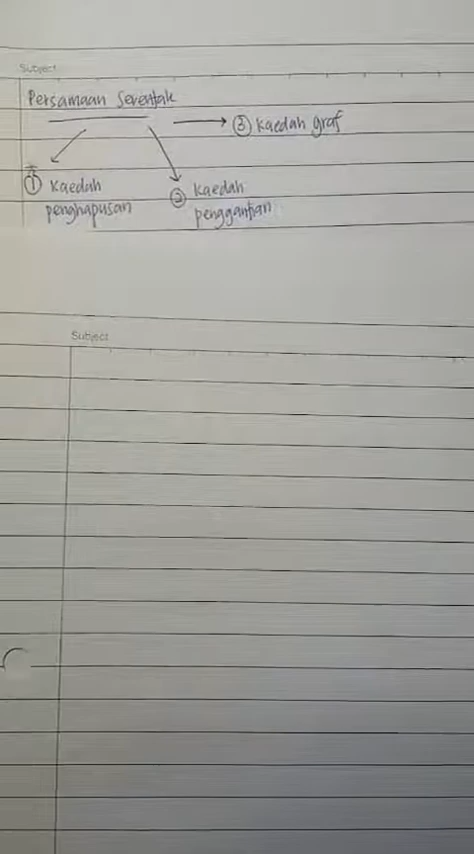 Subject
Persamaan Serentak
③ kaedah graf
① kaedah
penghapusan
② kaedah
penggantian
Subject